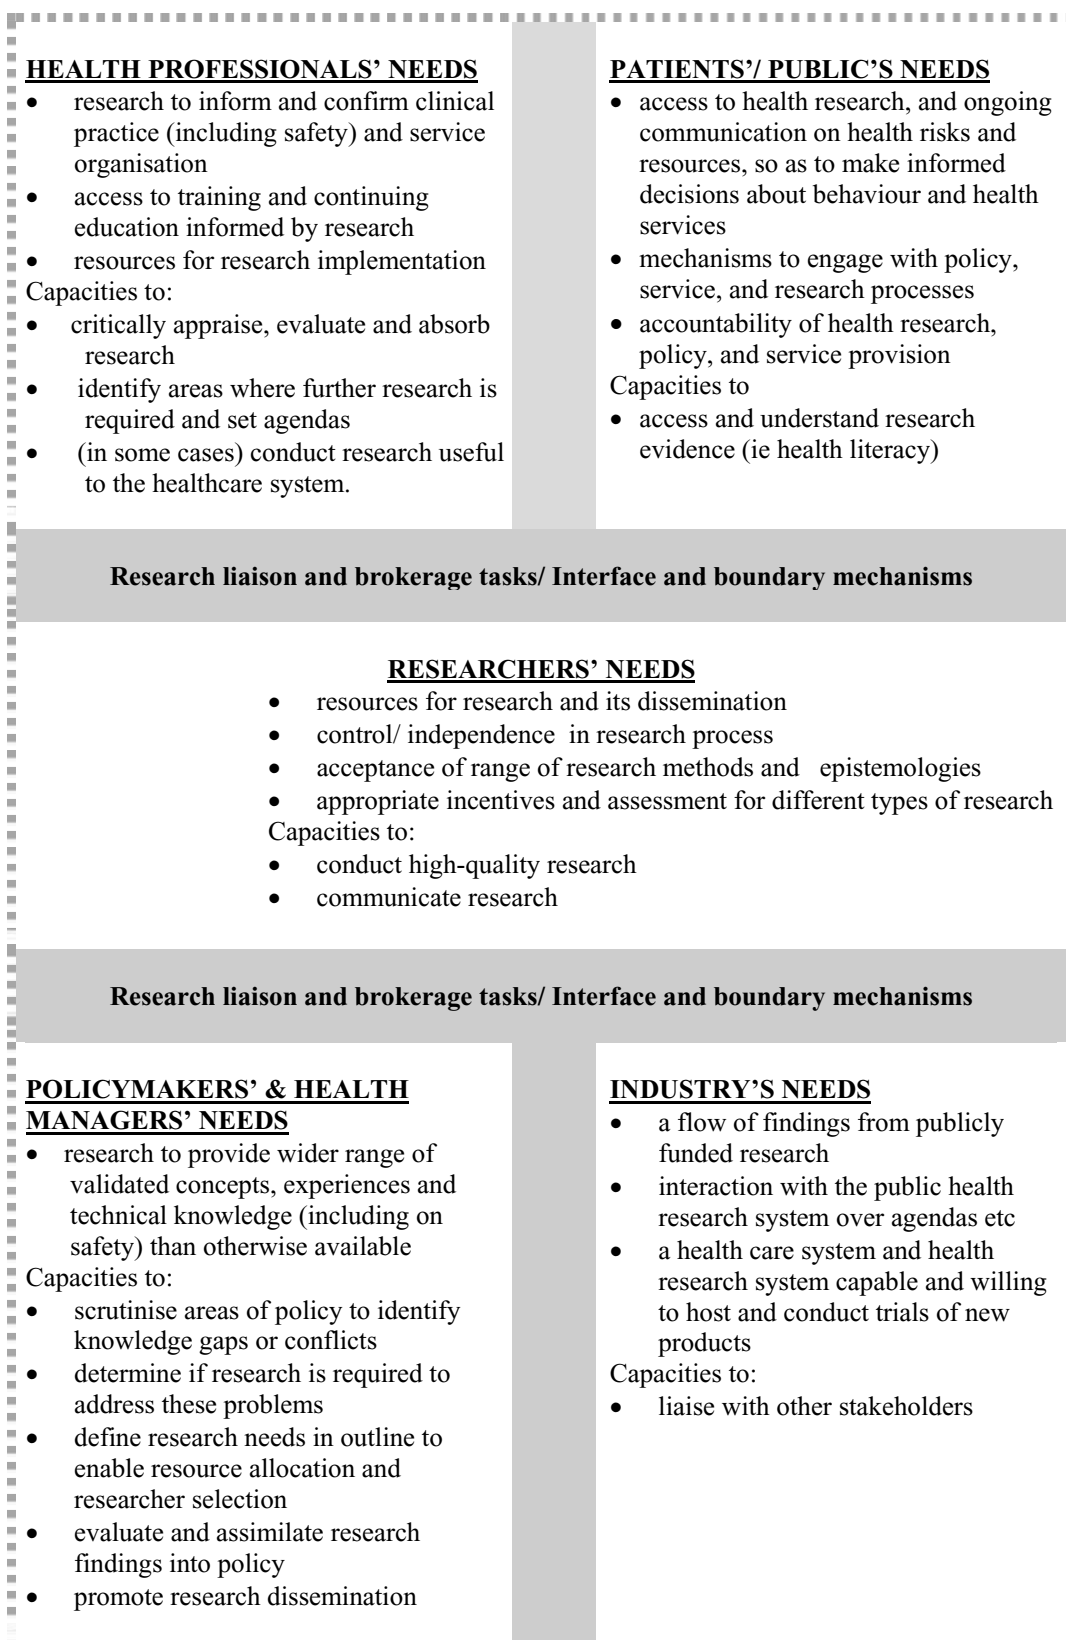 HEALTH PROFESSIONALS’ NEEDS
• research to inform and confirm clinical
practice (including safety) and service
organisation
• access to training and continuing
education informed by research
• resources for research implementation
Capacities to:
• critically appraise, evaluate and absorb
research
• identify areas where further research is
required and set agendas
• (in some cases) conduct research useful
to the healthcare system.
PATIENTS’/ PUBLIC’S NEEDS
• access to health research, and ongoing
communication on health risks and
resources, so as to make informed
decisions about behaviour and health
services
• mechanisms to engage with policy,
service, and research processes
• accountability of health research,
policy, and service provision
Capacities to
• access and understand research
evidence (ie health literacy)
Research liaison and brokerage tasks/ Interface and boundary mechanisms
RESEARCHERS’ NEEDS
• resources for research and its dissemination
• control/ independence in research process
• acceptance of range of research methods and epistemologies
• appropriate incentives and assessment for different types of research
Capacities to:
• conduct high-quality research
• communicate research
Research liaison and brokerage tasks/ Interface and boundary mechanisms
POLICYMAKERS’ & HEALTH
MANAGERS’ NEEDS
• research to provide wider range of
validated concepts, experiences and
technical knowledge (including on
safety) than otherwise available
Capacities to:
• scrutinise areas of policy to identify
knowledge gaps or conflicts
• determine if research is required to
address these problems
• define research needs in outline to
enable resource allocation and
researcher selection
• evaluate and assimilate research
findings into policy
• promote research dissemination
INDUSTRY’S NEEDS
• a flow of findings from publicly
funded research
• interaction with the public health
research system over agendas etc
• a health care system and health
research system capable and willing
to host and conduct trials of new
products
Capacities to:
• liaise with other stakeholders